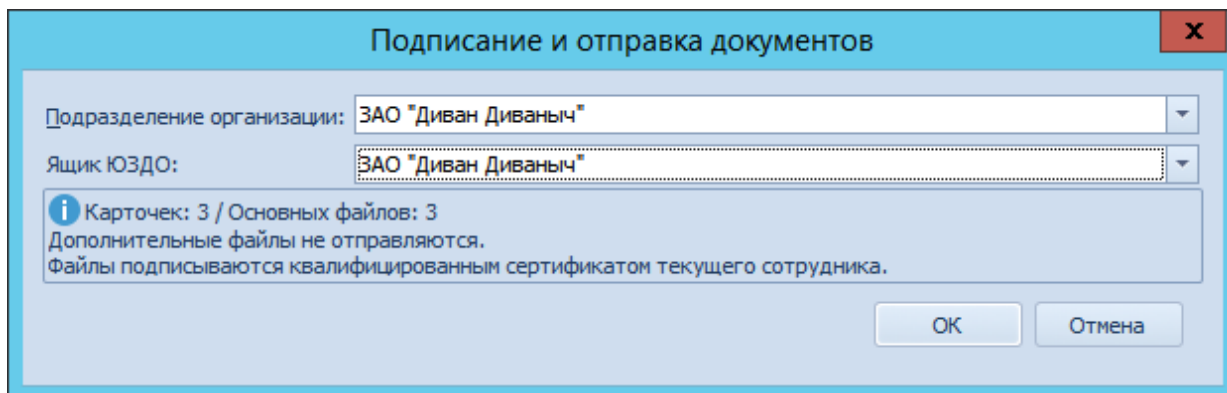 Подписание и отправка документов
x
Подразделение организации: ЗАО "Диван Диваныч"
Ящик ЮЗДО: ЗАО "Диван Диваныч"
i Карточек: 3 / Основных файлов: 3
Дополнительные файлы не отправляются.
Файлы подписываются квалифицированным сертификатом текущего сотрудника.
ОК Отмена